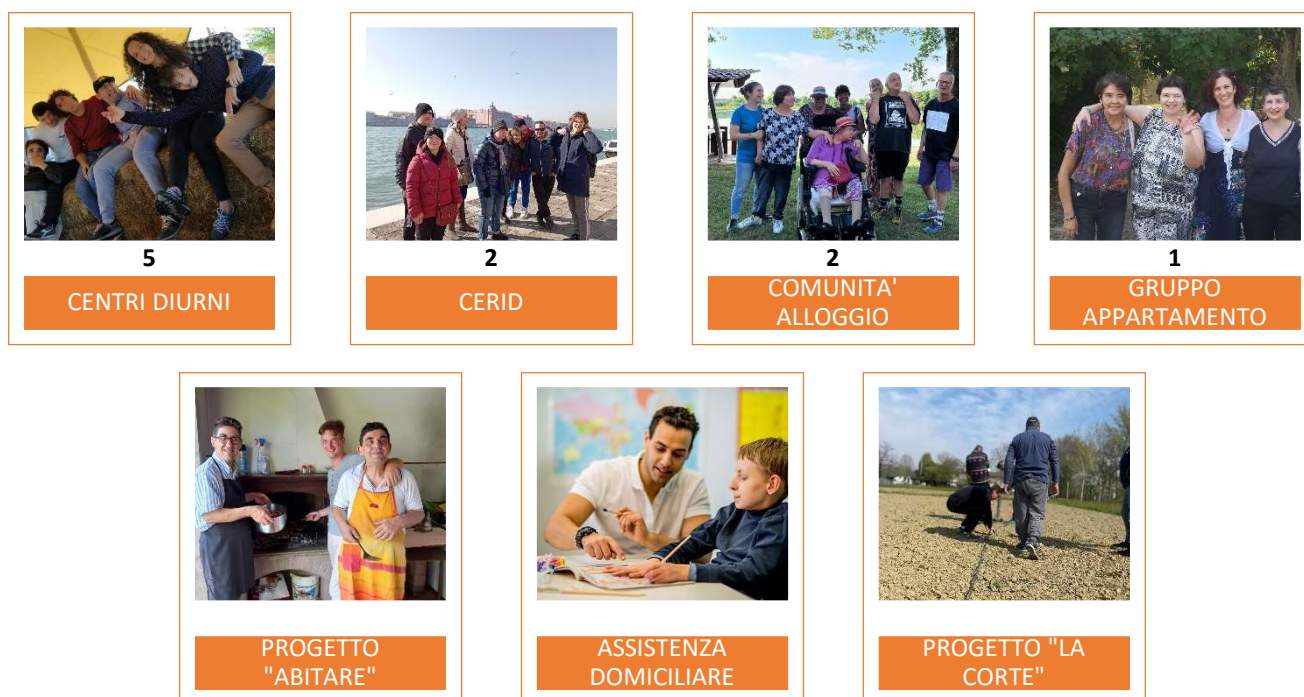 5
CENTRI DIURNI
2
CERID
2
COMUNITA'
ALLOGGIO
1
GRUPPO
APPARTAMENTO
PROGETTO
"ABITARE"
ASSISTENZA
DOMICILIARE
PROGETTO "LA
CORTE"